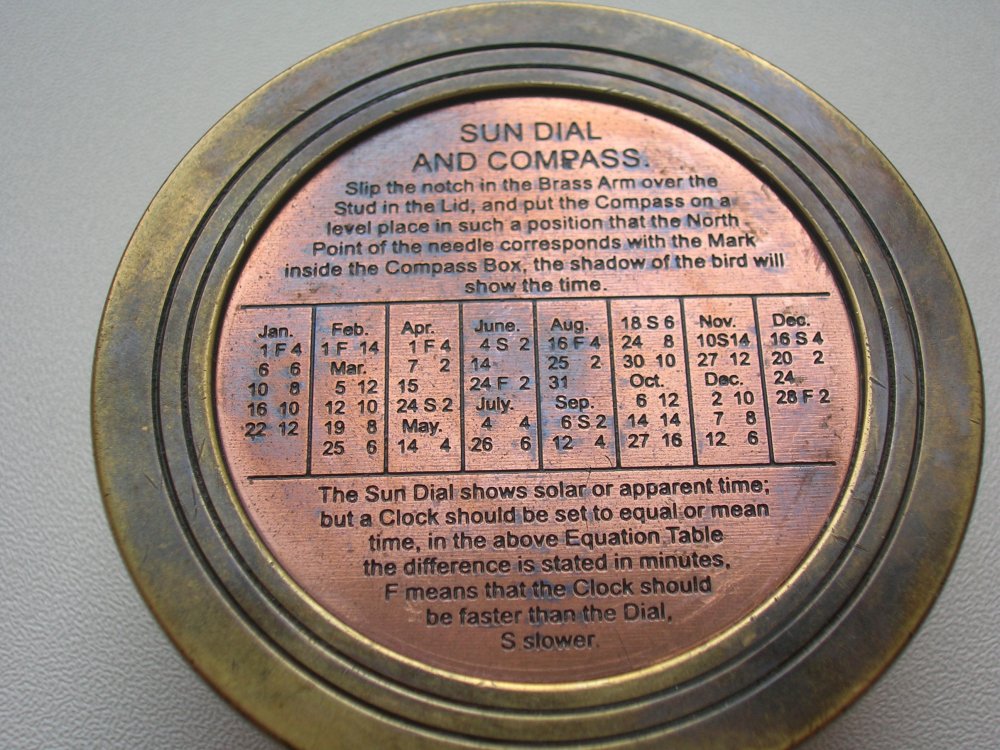 SUN DIAL
AND COMPASS.
Slip the notch in the Brass Arm over the
Stud in the Lid, and put the Compass on a
level place in such a position that the North
Point of the needle corresponds with the Mark
inside the Compass Box, the shadow of the bird will
show the time.
Jan.
1 F 4
6 6
10 8
16 10
22 12
Feb.
1 F 14
Mar.
5 12
12 10
19 8
25 6
Apr.
1 F 4
7 2
15
24 S 2
May.
14 4
June.
4 S 2
14
24 F 2
July.
4 4
26 6
Aug.
16 F 4
25 2
31
Sep.
6 S 2
12 4
18 S 6
24 8
30 10
Oct.
6 12
14 14
27 16
Nov.
10S14
27 12
Dec.
2 10
7 8
12 6
Dec.
16 S 4
20 2
24
28 F 2
The Sun Dial shows solar or apparent time;
but a Clock should be set to equal or mean
time, in the above Equation Table
the difference is stated in minutes,
F means that the Clock should
be faster than the Dial,
S slower.